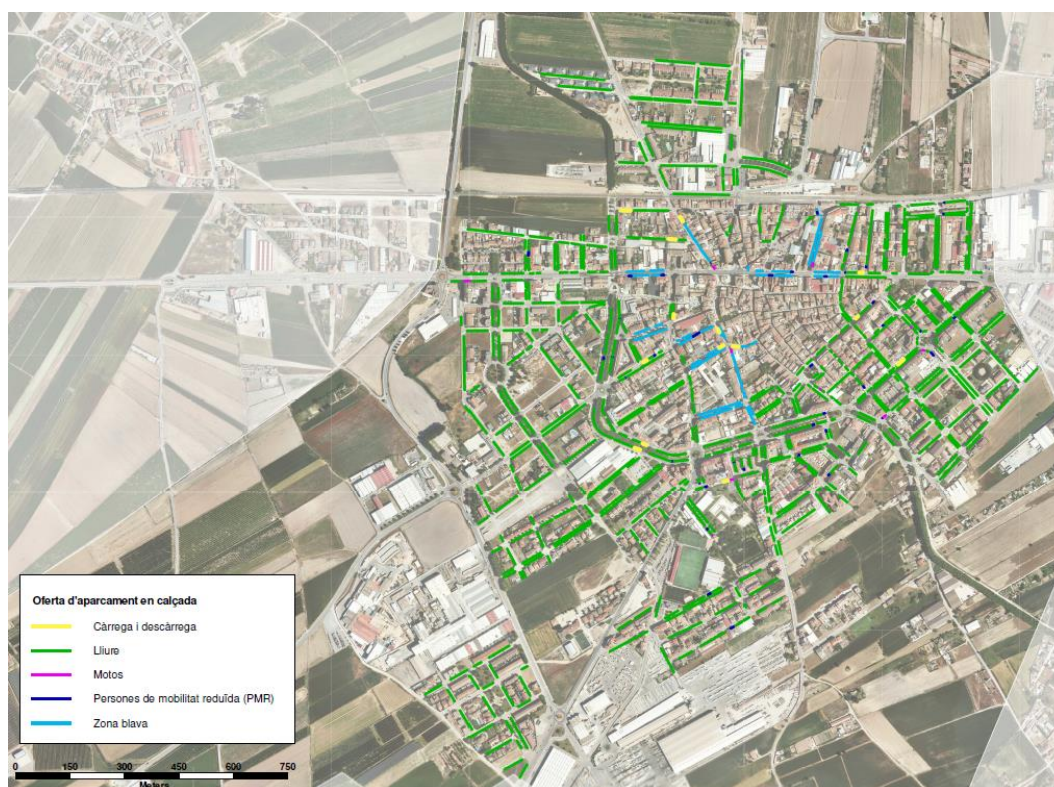 Oferta d'aparcament en calçada
Càrrega i descàrrega
Lliure
Motos
Persones de mobilitat reduïda (PMR)
Zona blava
0 150 300 450 600 750
Meters